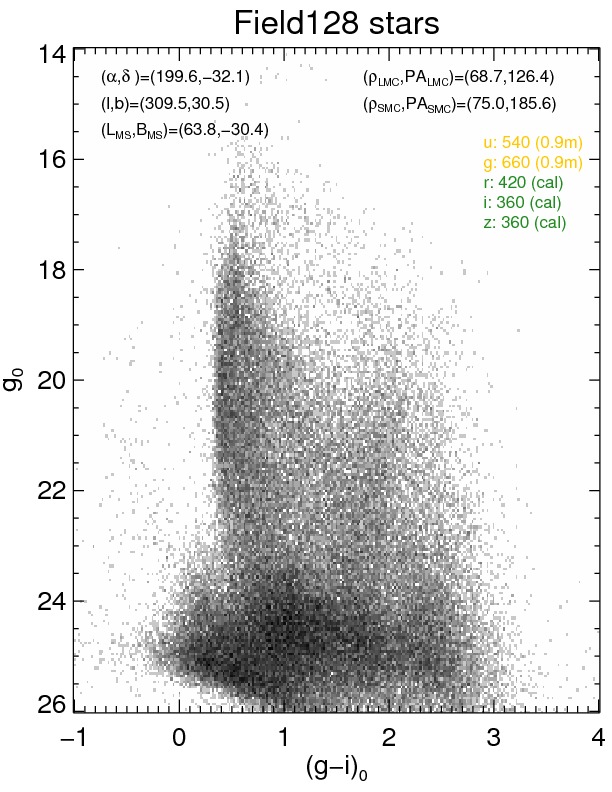 Field128 stars
(α,δ)=(199.6,−32.1)
(ρLMC,PALMC)=(68.7,126.4)
(l,b)=(309.5,30.5)
(ρSMC,PASMC)=(75.0,185.6)
(LMS,BMS)=(63.8,−30.4)
u: 540 (0.9m)
g: 660 (0.9m)
r: 420 (cal)
i: 360 (cal)
z: 360 (cal)
14
16
18
20
22
24
26
g0
−1 0 1 2 3 4
(g−i)0